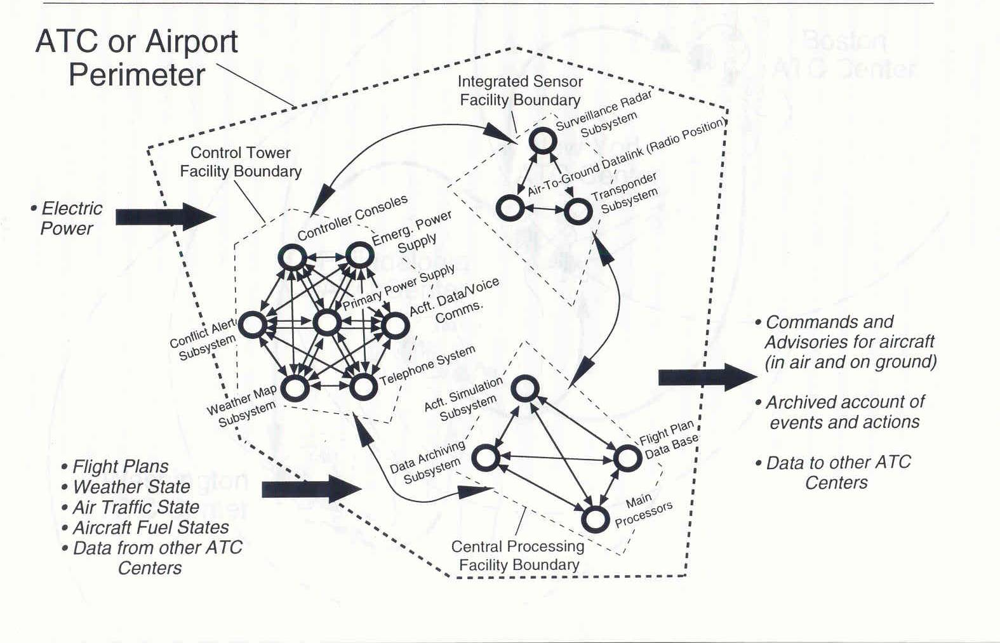 ATC or Airport
Perimeter
Integrated Sensor
Facility Boundary
Surveillance Radar
Subsystem
Air-To-Ground Datalink (Radio Position)
Transponder
Subsystem
Control Tower
Facility Boundary
• Electric
Power
Controller Consoles
Emerg. Power
Supply
Primary Power Supply
Acft. Data/Voice
Comms.
Conflict Alert
Subsystem
Telephone System
Weather Map
Subsystem
Acft. Simulation
Subsystem
Flight Plan
Data Base
Data Archiving
Subsystem
Main
Processors
Central Processing
Facility Boundary
• Flight Plans
• Weather State
• Air Traffic State
• Aircraft Fuel States
• Data from other ATC
Centers
• Commands and
Advisories for aircraft
(in air and on ground)
• Archived account of
events and actions
• Data to other ATC
Centers
Boston
ATC Center